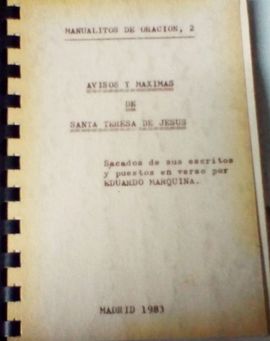 MANUALITOS DE ORACION, 2
AVISOS Y MAXIMAS
DE
SANTA TERESA DE JESUS
Sacados de sus escritos
y puestos en verso por
EDUARDO MARQUINA.
MADRID 1983